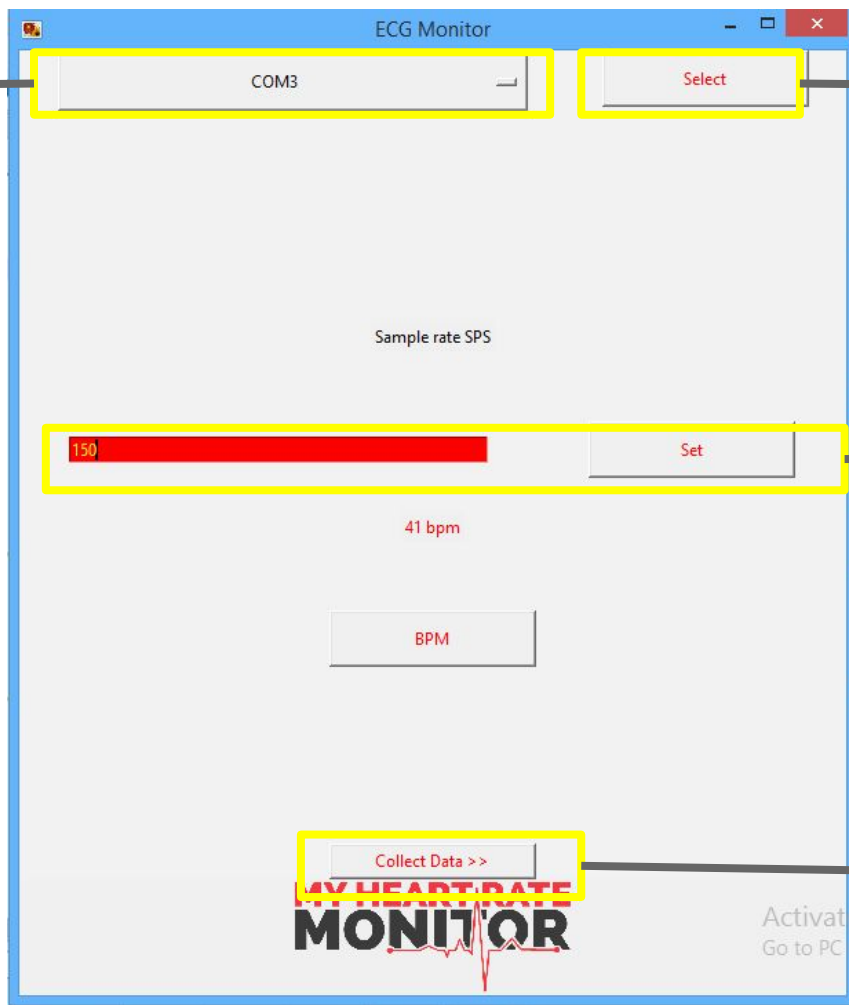 ECG Monitor
COM3
Select
Sample rate SPS
150
Set
41 bpm
BPM
Collect Data >>
MY HEART RATE
MONITOR
Activat
Go to PC